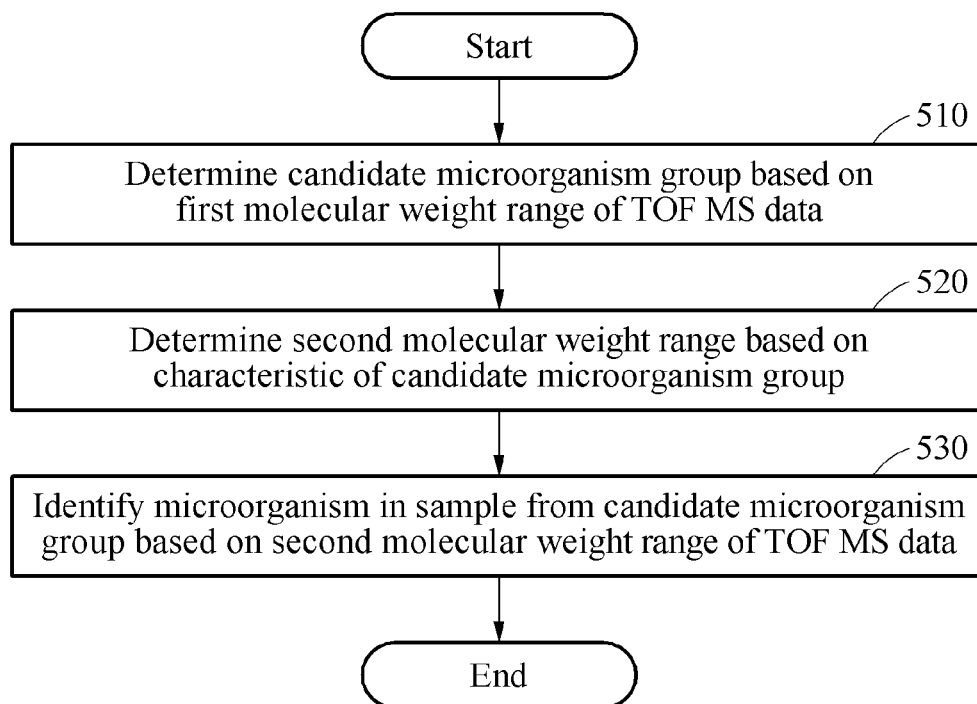 Start
510
Determine candidate microorganism group based on
first molecular weight range of TOF MS data
520
Determine second molecular weight range based on
characteristic of candidate microorganism group
530
Identify microorganism in sample from candidate microorganism
group based on second molecular weight range of TOF MS data
End